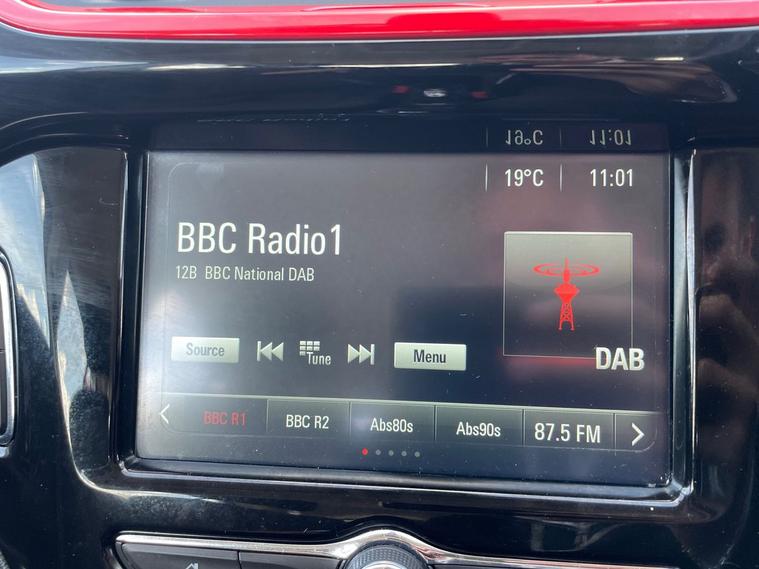 19°C 11:01
BBC Radio1
12B BBC National DAB
DAB
Source Tune Menu
BBC R1 BBC R2 Abs80s Abs90s 87.5 FM